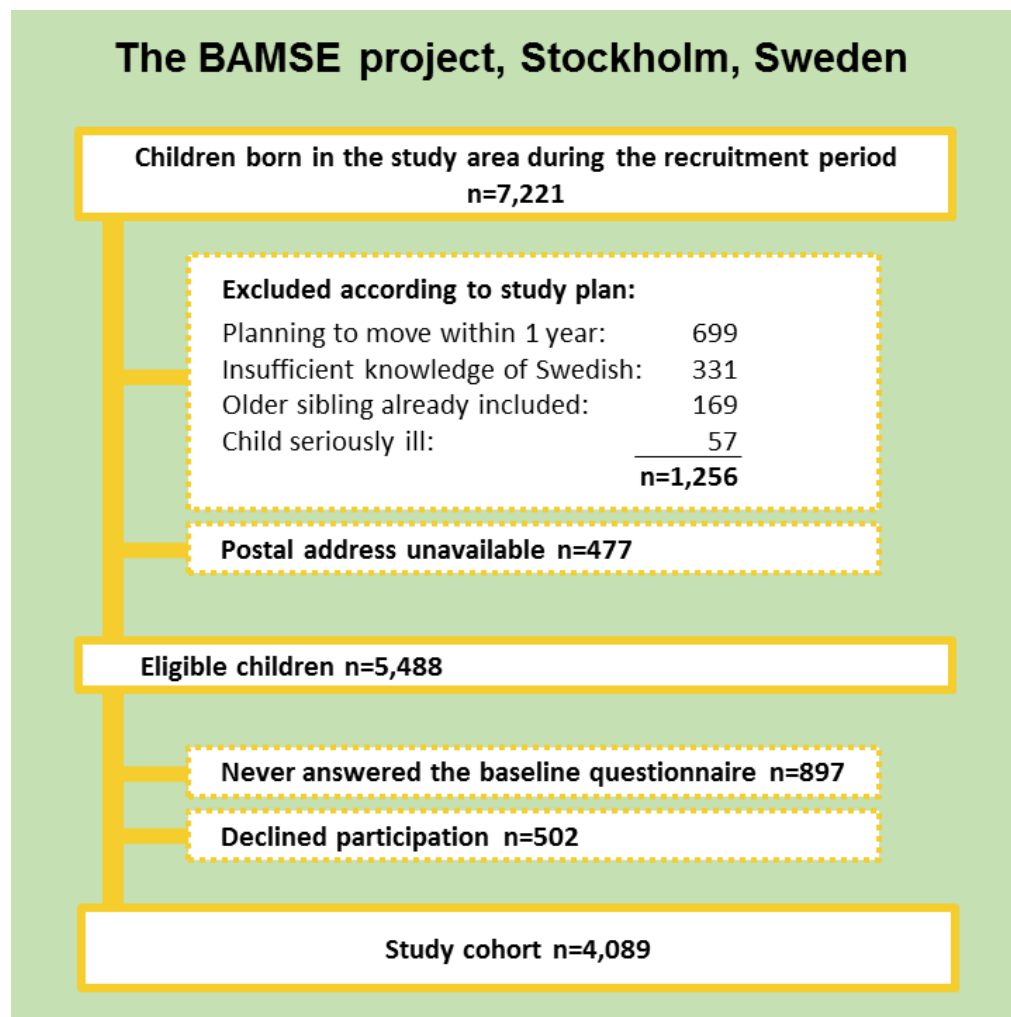 The BAMSE project, Stockholm, Sweden
Children born in the study area during the recruitment period
n=7,221
Excluded according to study plan:
Planning to move within 1 year: 699
Insufficient knowledge of Swedish: 331
Older sibling already included: 169
Child seriously ill: 57
n=1,256
Postal address unavailable n=477
Eligible children n=5,488
Never answered the baseline questionnaire n=897
Declined participation n=502
Study cohort n=4,089